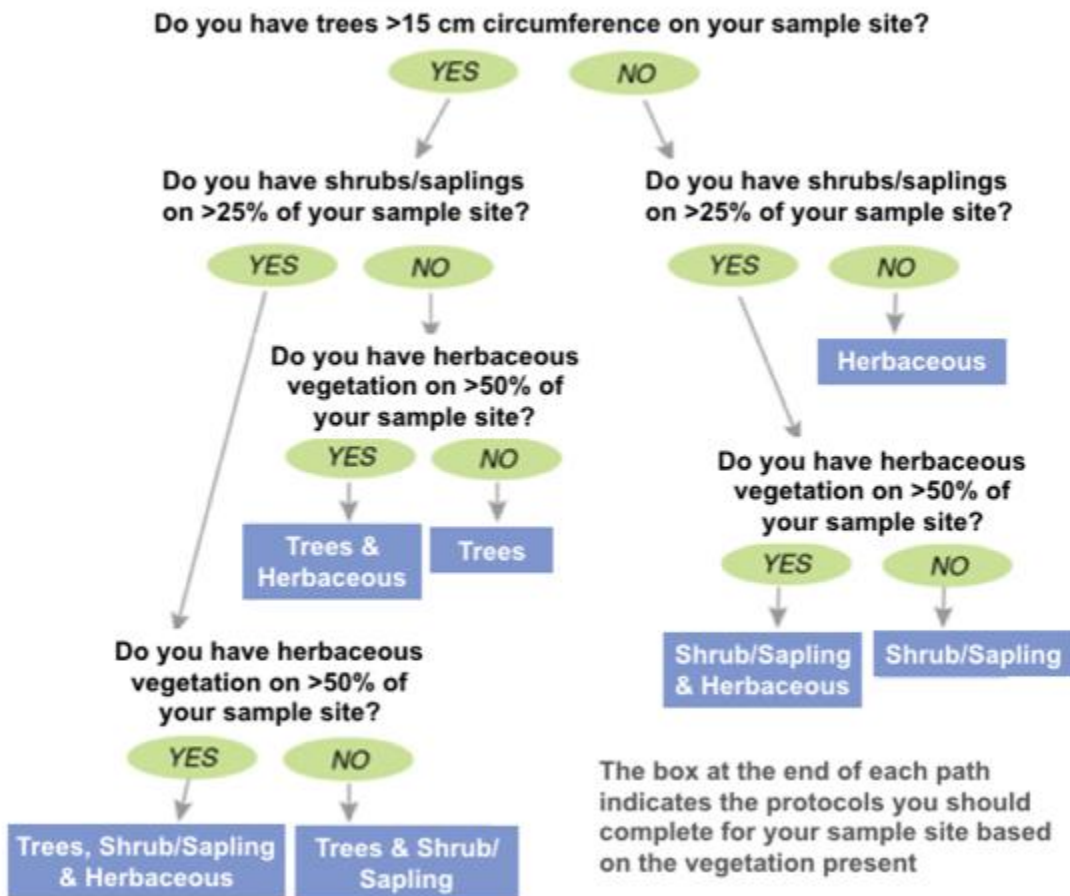 Do you have trees >15 cm circumference on your sample site?
YES
NO
Do you have shrubs/saplings
on >25% of your sample site?
Do you have shrubs/saplings
on >25% of your sample site?
YES
NO
YES
NO
Do you have herbaceous
vegetation on >50% of
your sample site?
Herbaceous
YES
NO
Do you have herbaceous
vegetation on >50% of
your sample site?
Trees &
Herbaceous
Trees
YES
NO
Do you have herbaceous
vegetation on >50% of
your sample site?
Shrub/Sapling
& Herbaceous
Shrub/Sapling
YES
NO
The box at the end of each path
indicates the protocols you should
complete for your sample site based
on the vegetation present
Trees, Shrub/Sapling
& Herbaceous
Trees & Shrub/
Sapling